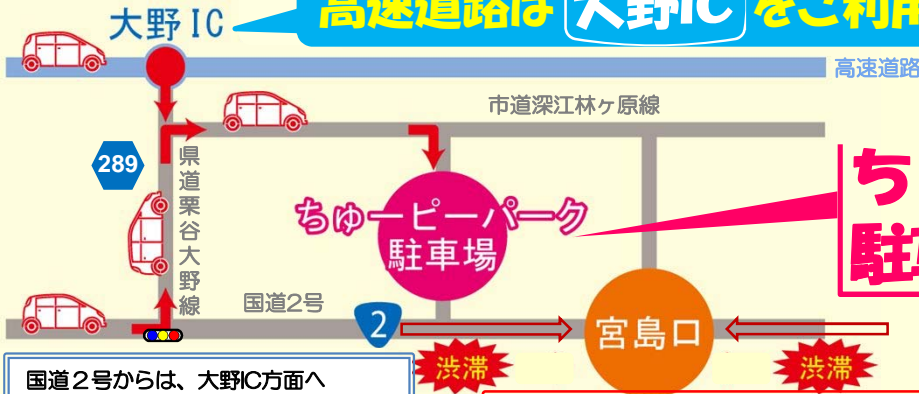 大野IC
高速道路は 大野IC をご利用
高速道路
市道深江林ヶ原線
289
県道栗谷大野線
ち
駐
ちゅーピーパーク
駐車場
国道2号
2
宮島口
渋滞
渋滞
国道２号からは、大野IC方面へ